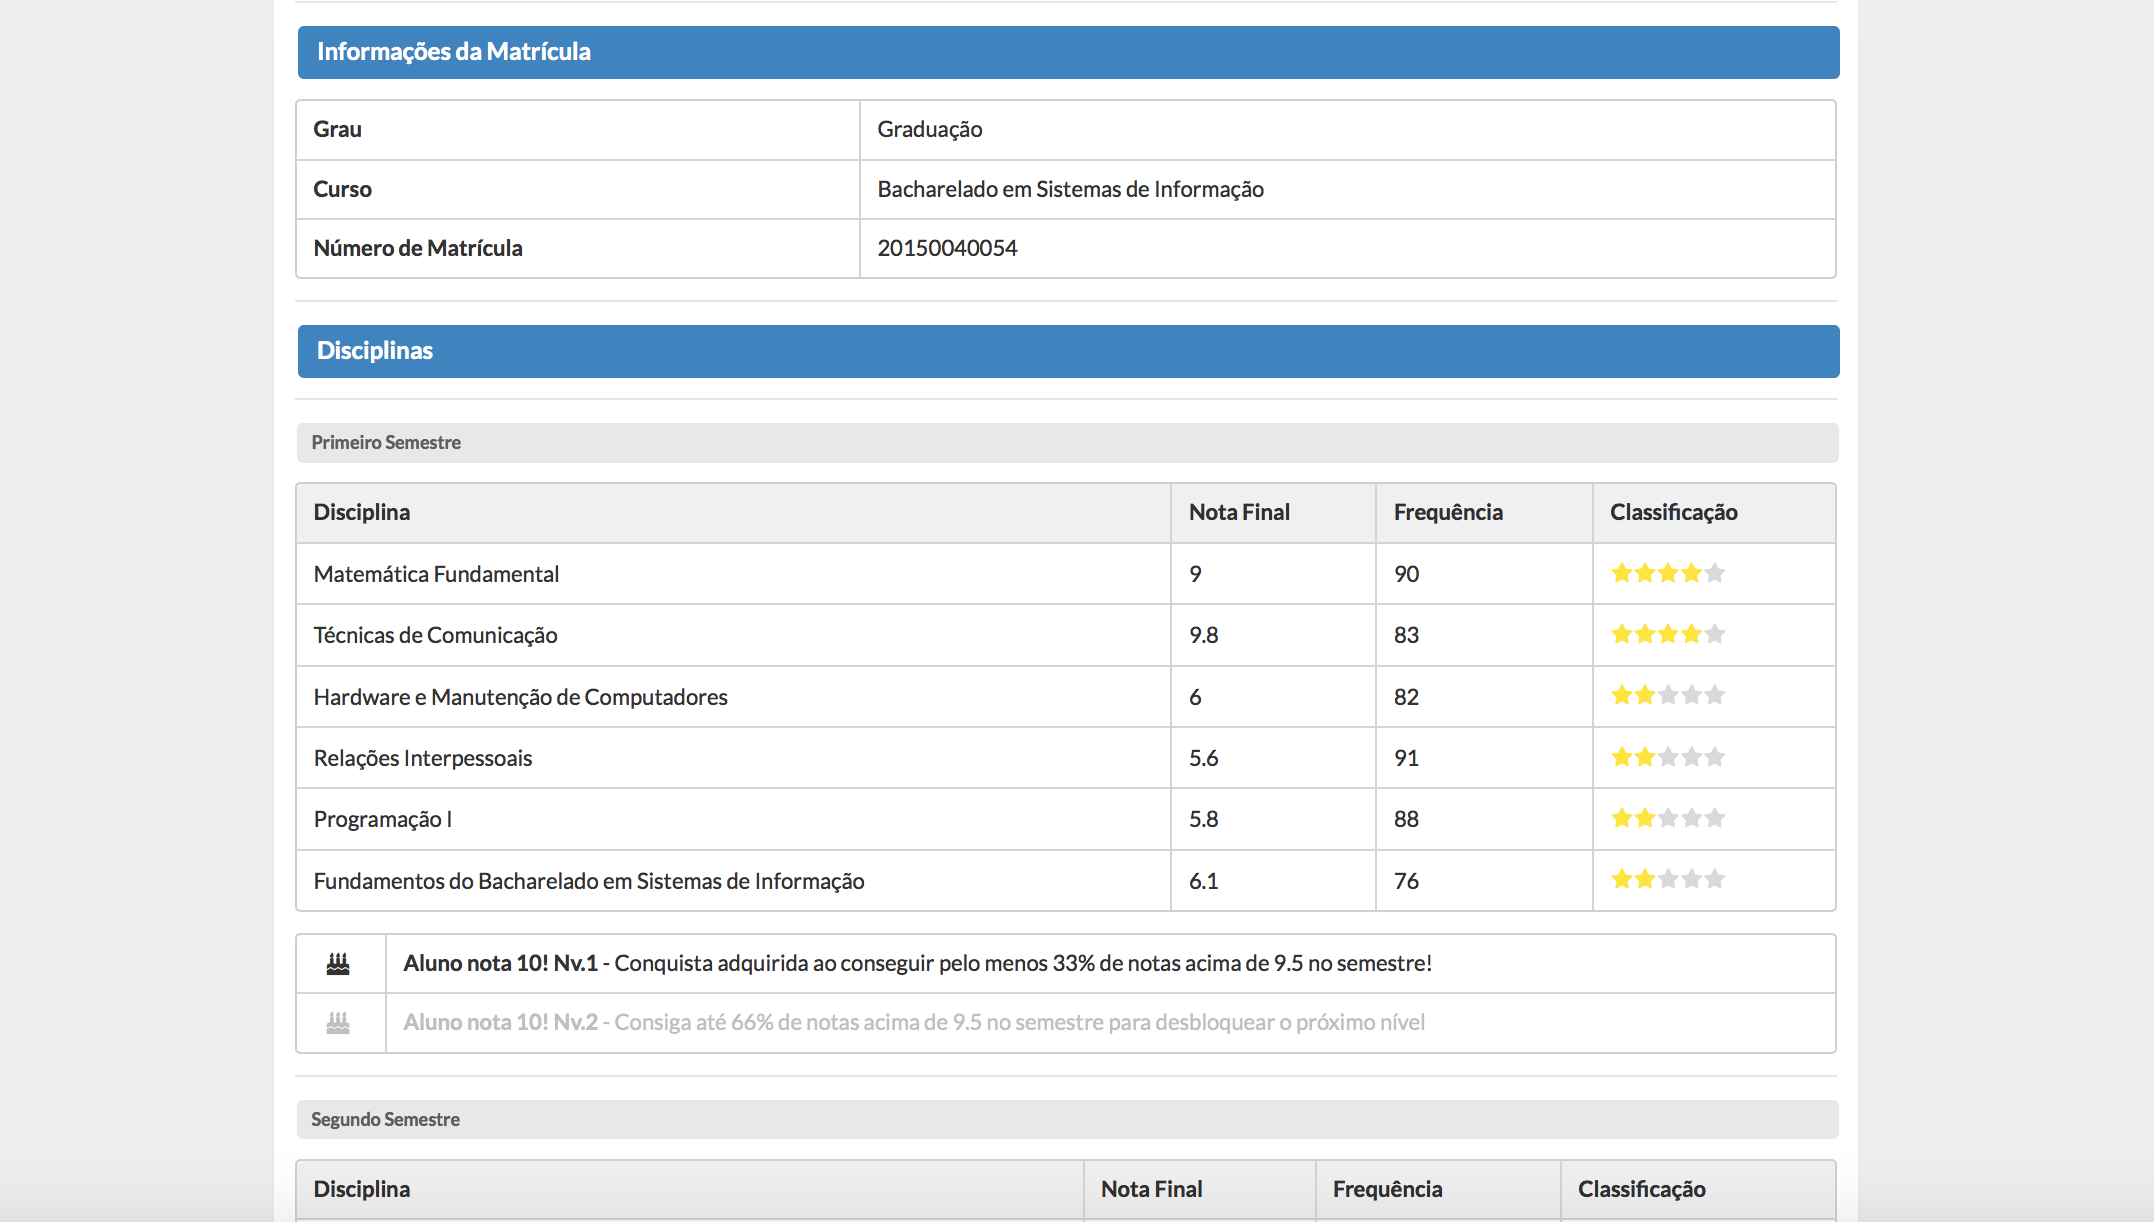 Informações da Matrícula
Grau Graduação
Curso Bacharelado em Sistemas de Informação
Número de Matrícula 20150040054
Disciplinas
Primeiro Semestre
Disciplina Nota Final Frequência Classificação
Matemática Fundamental 9 90
Técnicas de Comunicação 9.8 83
Hardware e Manutenção de Computadores 6 82
Relações Interpessoais 5.6 91
Programação I 5.8 88
Fundamentos do Bacharelado em Sistemas de Informação 6.1 76
Aluno nota 10! Nv.1 - Conquista adquirida ao conseguir pelo menos 33% de notas acima de 9.5 no semestre!
Aluno nota 10! Nv.2 - Consiga até 66% de notas acima de 9.5 no semestre para desbloquear o próximo nível
Segundo Semestre
Disciplina Nota Final Frequência Classificação